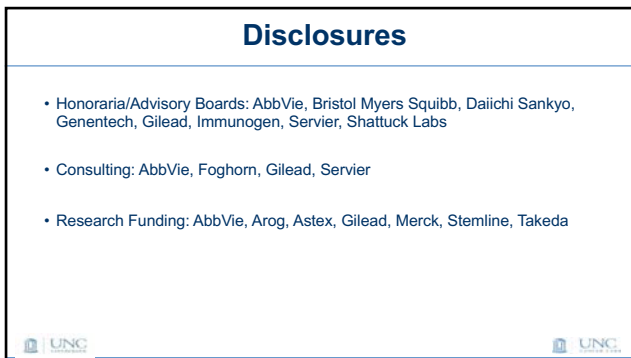 Disclosures
• Honoraria/Advisory Boards: AbbVie, Bristol Myers Squibb, Daiichi Sankyo,
Genentech, Gilead, Immunogen, Servier, Shattuck Labs
• Consulting: AbbVie, Foghorn, Gilead, Servier
• Research Funding: AbbVie, Arog, Astex, Gilead, Merck, Stemline, Takeda
UNC
UNC